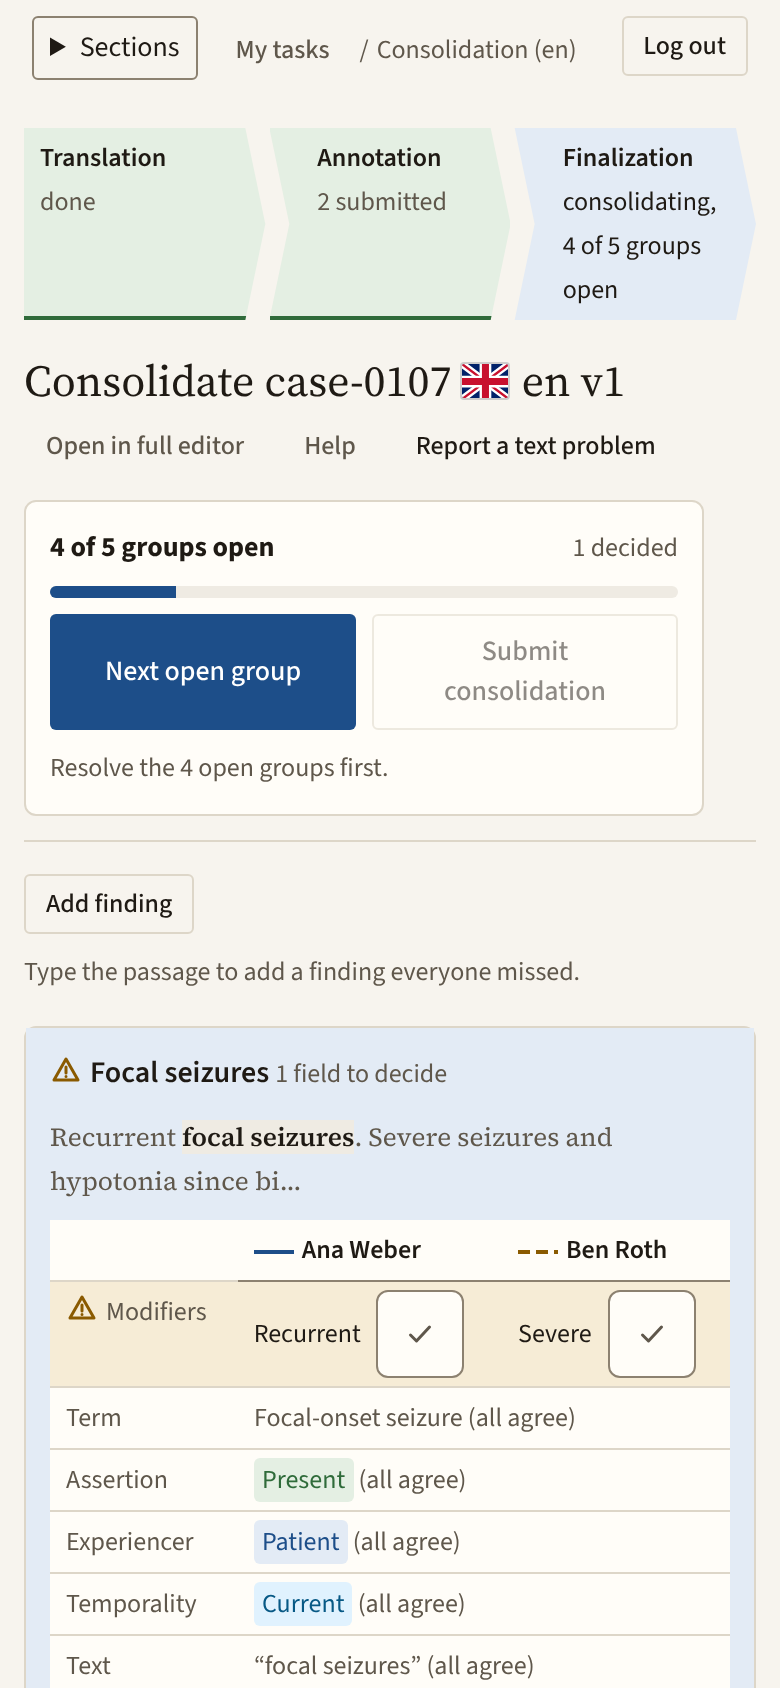 ▶ Sections
My tasks / Consolidation (en)
Log out
Translation
done
Annotation
2 submitted
Finalization
consolidating,
4 of 5 groups
open
Consolidate case-0107 en v1
Open in full editor Help Report a text problem
4 of 5 groups open 1 decided
Next open group
Submit
consolidation
Resolve the 4 open groups first.
Add finding
Type the passage to add a finding everyone missed.
Focal seizures 1 field to decide
Recurrent focal seizures. Severe seizures and
hypotonia since bi...
Ana Weber Ben Roth
Modifiers Recurrent Severe
Term Focal-onset seizure (all agree)
Assertion Present (all agree)
Experiencer Patient (all agree)
Temporality Current (all agree)
Text “focal seizures” (all agree)